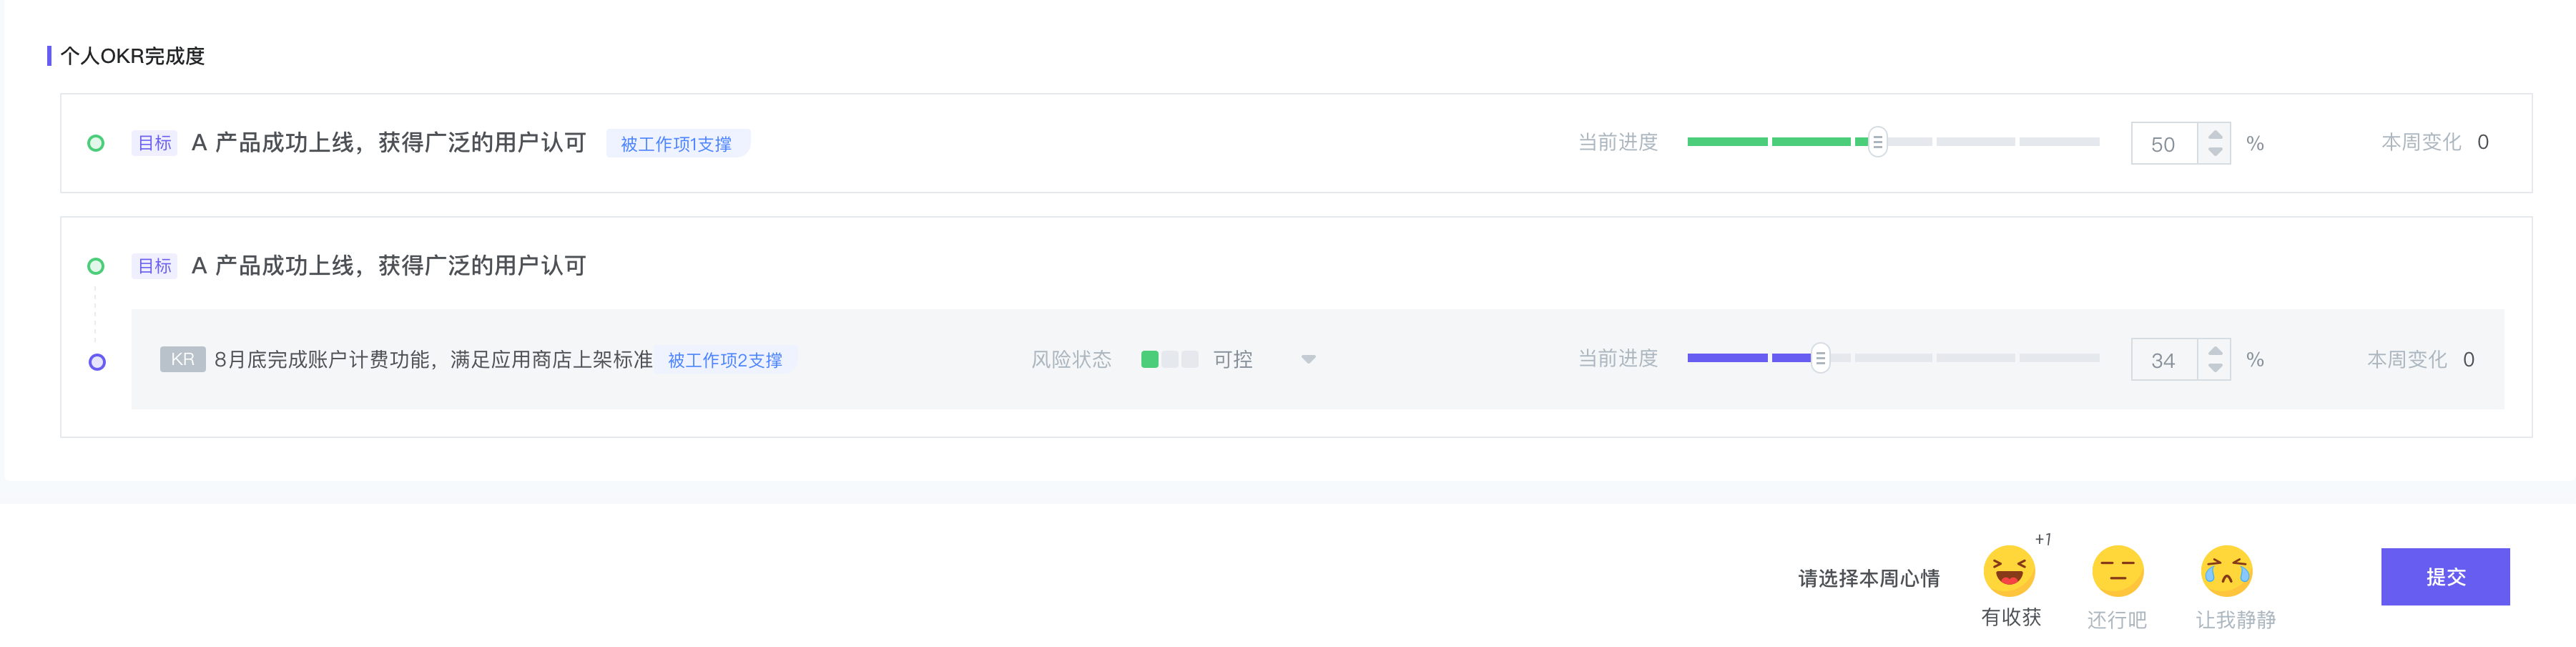 个人OKR完成度
目标 A 产品成功上线，获得广泛的用户认可 被工作项1支撑 当前进度 50 % 本周变化 0
目标 A 产品成功上线，获得广泛的用户认可
KR 8月底完成账户计费功能，满足应用商店上架标准 被工作项2支撑 风险状态 可控 当前进度 34 % 本周变化 0
+1
请选择本周心情 提交
有收获 还行吧 让我静静